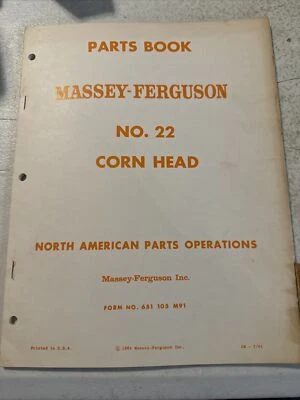 PARTS BOOK
MASSEY-FERGUSON
NO. 22
CORN HEAD
NORTH AMERICAN PARTS OPERATIONS
Massey-Ferguson Inc.
FORM NO. 651 105 M91
Printed in U.S.A.
Massey-Ferguson Inc.